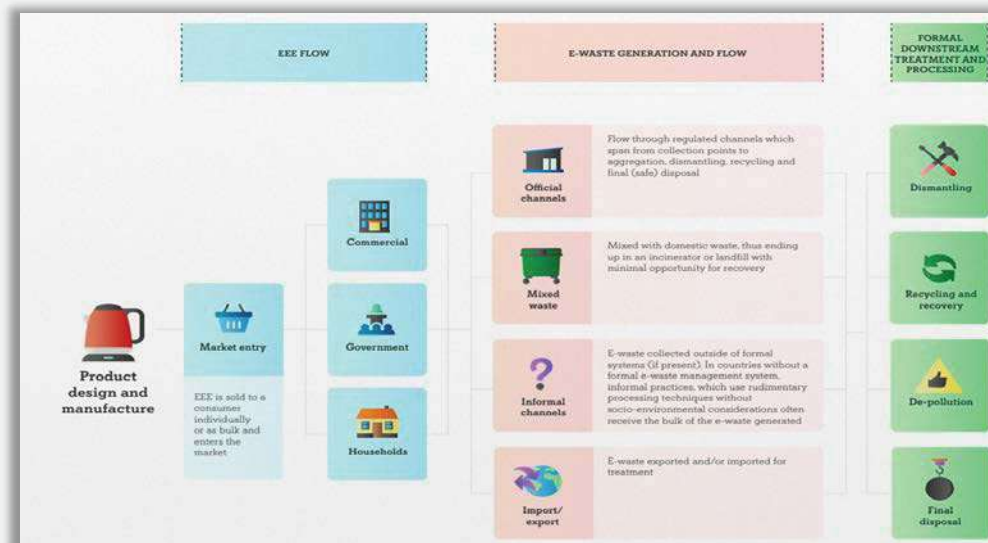 EEE FLOW
E-WASTE GENERATION AND FLOW
FORMAL
DOWNSTREAM
TREATMENT AND
PROCESSING
Product
design and
manufacture
Market entry
EEE is sold to a
consumer
individually
or as bulk and
enters the
market
Commercial
Government
Households
Official
channels
Flow through regulated channels which
span from collection points to
aggregation, dismantling, recycling and
final (safe) disposal
Mixed
waste
Mixed with domestic waste, thus ending
up in an incinerator or landfill with
minimal opportunity for recovery
Informal
channels
E-waste collected outside of formal
systems (if present). In countries without a
formal e-waste management system,
informal practices, which use rudimentary
processing techniques without
socio-environmental considerations often
receive the bulk of the e-waste generated
Import/
export
E-waste exported and/or imported for
treatment
Dismantling
Recycling and
recovery
De-pollution
Final
disposal